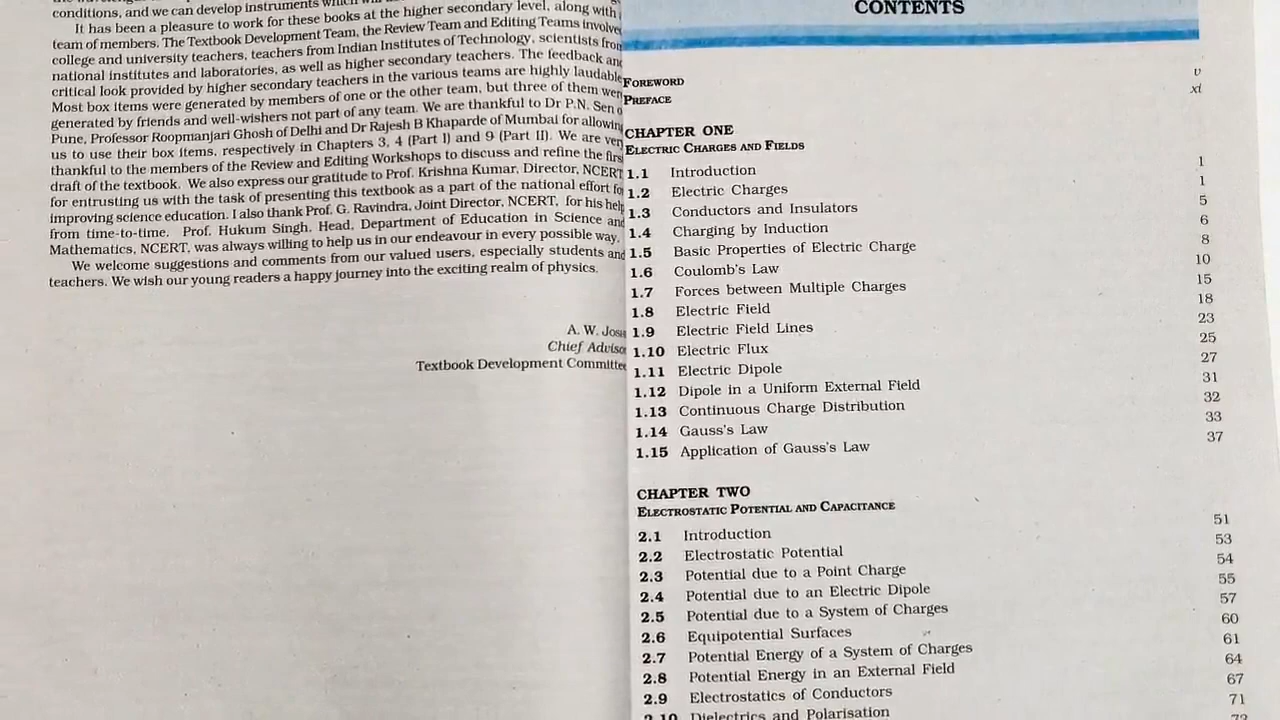 conditions, and we can develop instruments which will
It has been a pleasure to work for these books at the higher secondary level, along with
team of members. The Textbook Development Team, the Review Team and Editing Teams involve
college and university teachers, teachers from Indian Institutes of Technology, scientists from
national institutes and laboratories, as well as higher secondary teachers. The feedback and
critical look provided by higher secondary teachers in the various teams are highly laudable
Most box items were generated by members of one or the other team, but three of them wer
generated by friends and well-wishers not part of any team. We are thankful to Dr P.N. Sen o
Pune, Professor Roopmanjari Ghosh of Delhi and Dr Rajesh B Khaparde of Mumbai for allowin
us to use their box items, respectively in Chapters 3, 4 (Part I) and 9 (Part II). We are ver
thankful to the members of the Review and Editing Workshops to discuss and refine the firs
draft of the textbook. We also express our gratitude to Prof. Krishna Kumar, Director, NCERT
for entrusting us with the task of presenting this textbook as a part of the national effort fo
improving science education. I also thank Prof. G. Ravindra, Joint Director, NCERT, for his help
from time-to-time. Prof. Hukum Singh, Head, Department of Education in Science and
Mathematics, NCERT, was always willing to help us in our endeavour in every possible way.
We welcome suggestions and comments from our valued users, especially students and
teachers. We wish our young readers a happy journey into the exciting realm of physics.
A. W. Josh
Chief Adviso
Textbook Development Committe
CONTENTS
FOREWORD v
PREFACE xi
CHAPTER ONE
ELECTRIC CHARGES AND FIELDS
1.1 Introduction 1
1.2 Electric Charges 1
1.3 Conductors and Insulators 5
1.4 Charging by Induction 6
1.5 Basic Properties of Electric Charge 8
1.6 Coulomb's Law 10
1.7 Forces between Multiple Charges 15
1.8 Electric Field 18
1.9 Electric Field Lines 23
1.10 Electric Flux 25
1.11 Electric Dipole 27
1.12 Dipole in a Uniform External Field 31
1.13 Continuous Charge Distribution 32
1.14 Gauss's Law 33
1.15 Application of Gauss's Law 37
CHAPTER TWO
ELECTROSTATIC POTENTIAL AND CAPACITANCE
2.1 Introduction 51
2.2 Electrostatic Potential 53
2.3 Potential due to a Point Charge 54
2.4 Potential due to an Electric Dipole 55
2.5 Potential due to a System of Charges 57
2.6 Equipotential Surfaces 60
2.7 Potential Energy of a System of Charges 61
2.8 Potential Energy in an External Field 64
2.9 Electrostatics of Conductors 67
2.10 Dielectrics and Polarisation 71